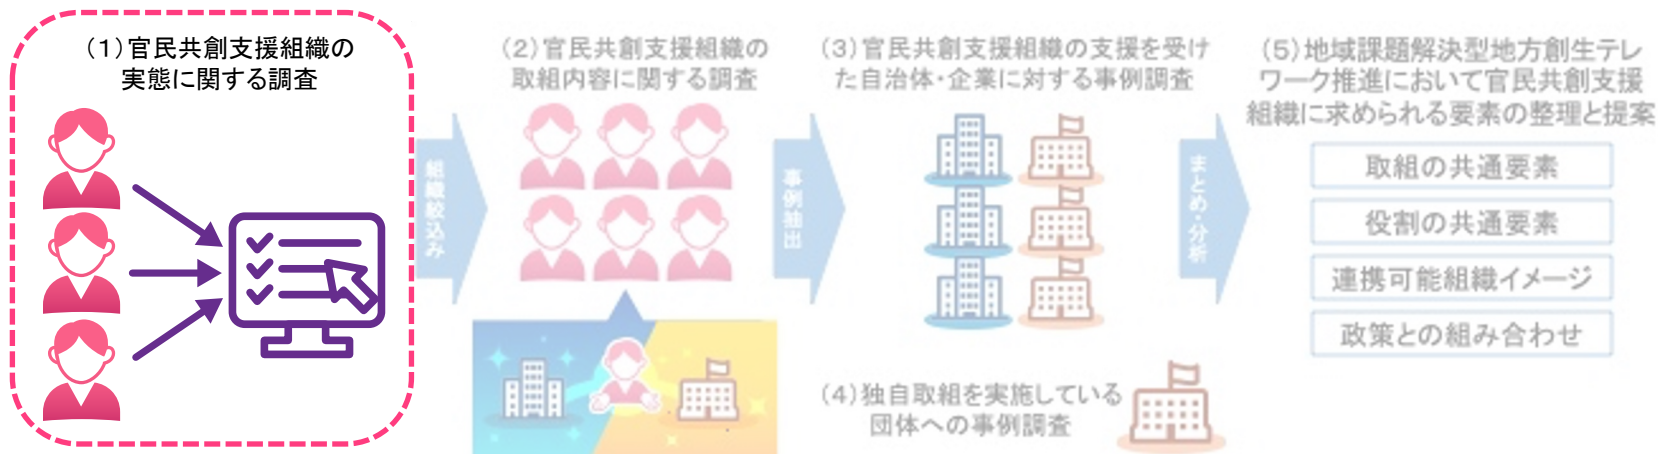 （1）官民共創支援組織の
実態に関する調査
組織絞込み
（2）官民共創支援組織の
取組内容に関する調査
事例抽出
（3）官民共創支援組織の支援を受け
た自治体・企業に対する事例調査
（4）独自取組を実施している
団体への事例調査
まとめ・分析
（5）地域課題解決型地方創生テレ
ワーク推進において官民共創支援
組織に求められる要素の整理と提案
取組の共通要素
役割の共通要素
連携可能組織イメージ
政策との組み合わせ